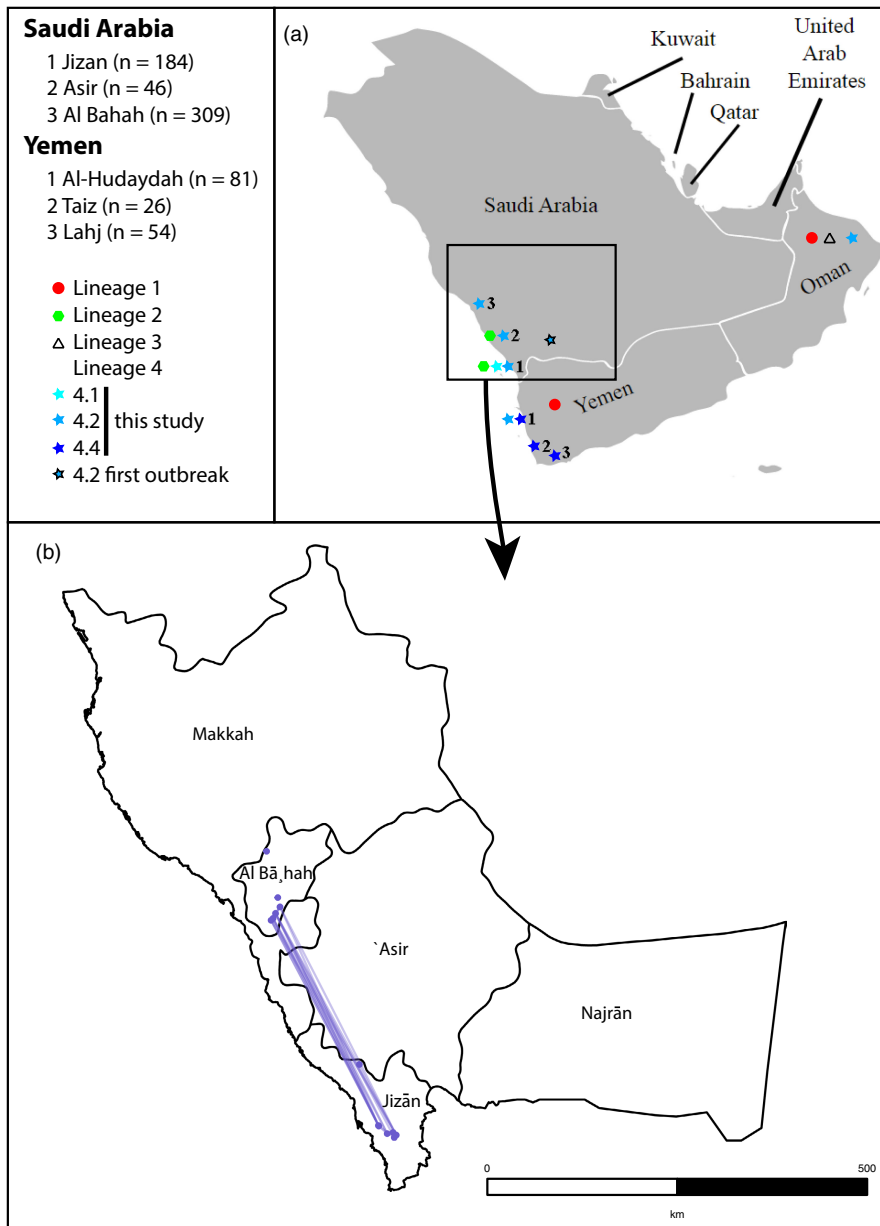 Saudi Arabia
1 Jizan (n = 184)
2 Asir (n = 46)
3 Al Bahah (n = 309)
Yemen
1 Al-Hudaydah (n = 81)
2 Taiz (n = 26)
3 Lahj (n = 54)
Lineage 1
Lineage 2
Lineage 3
Lineage 4
4.1
4.2
this study
4.4
4.2 first outbreak
(a)
Kuwait
Bahrain
Qatar
United
Arab
Emirates
Saudi Arabia
Oman
3
2
1
Yemen
1
2
3
(b)
Makkah
Al Bā¸hah
`Asir
Najrān
Jizān
0
500
km